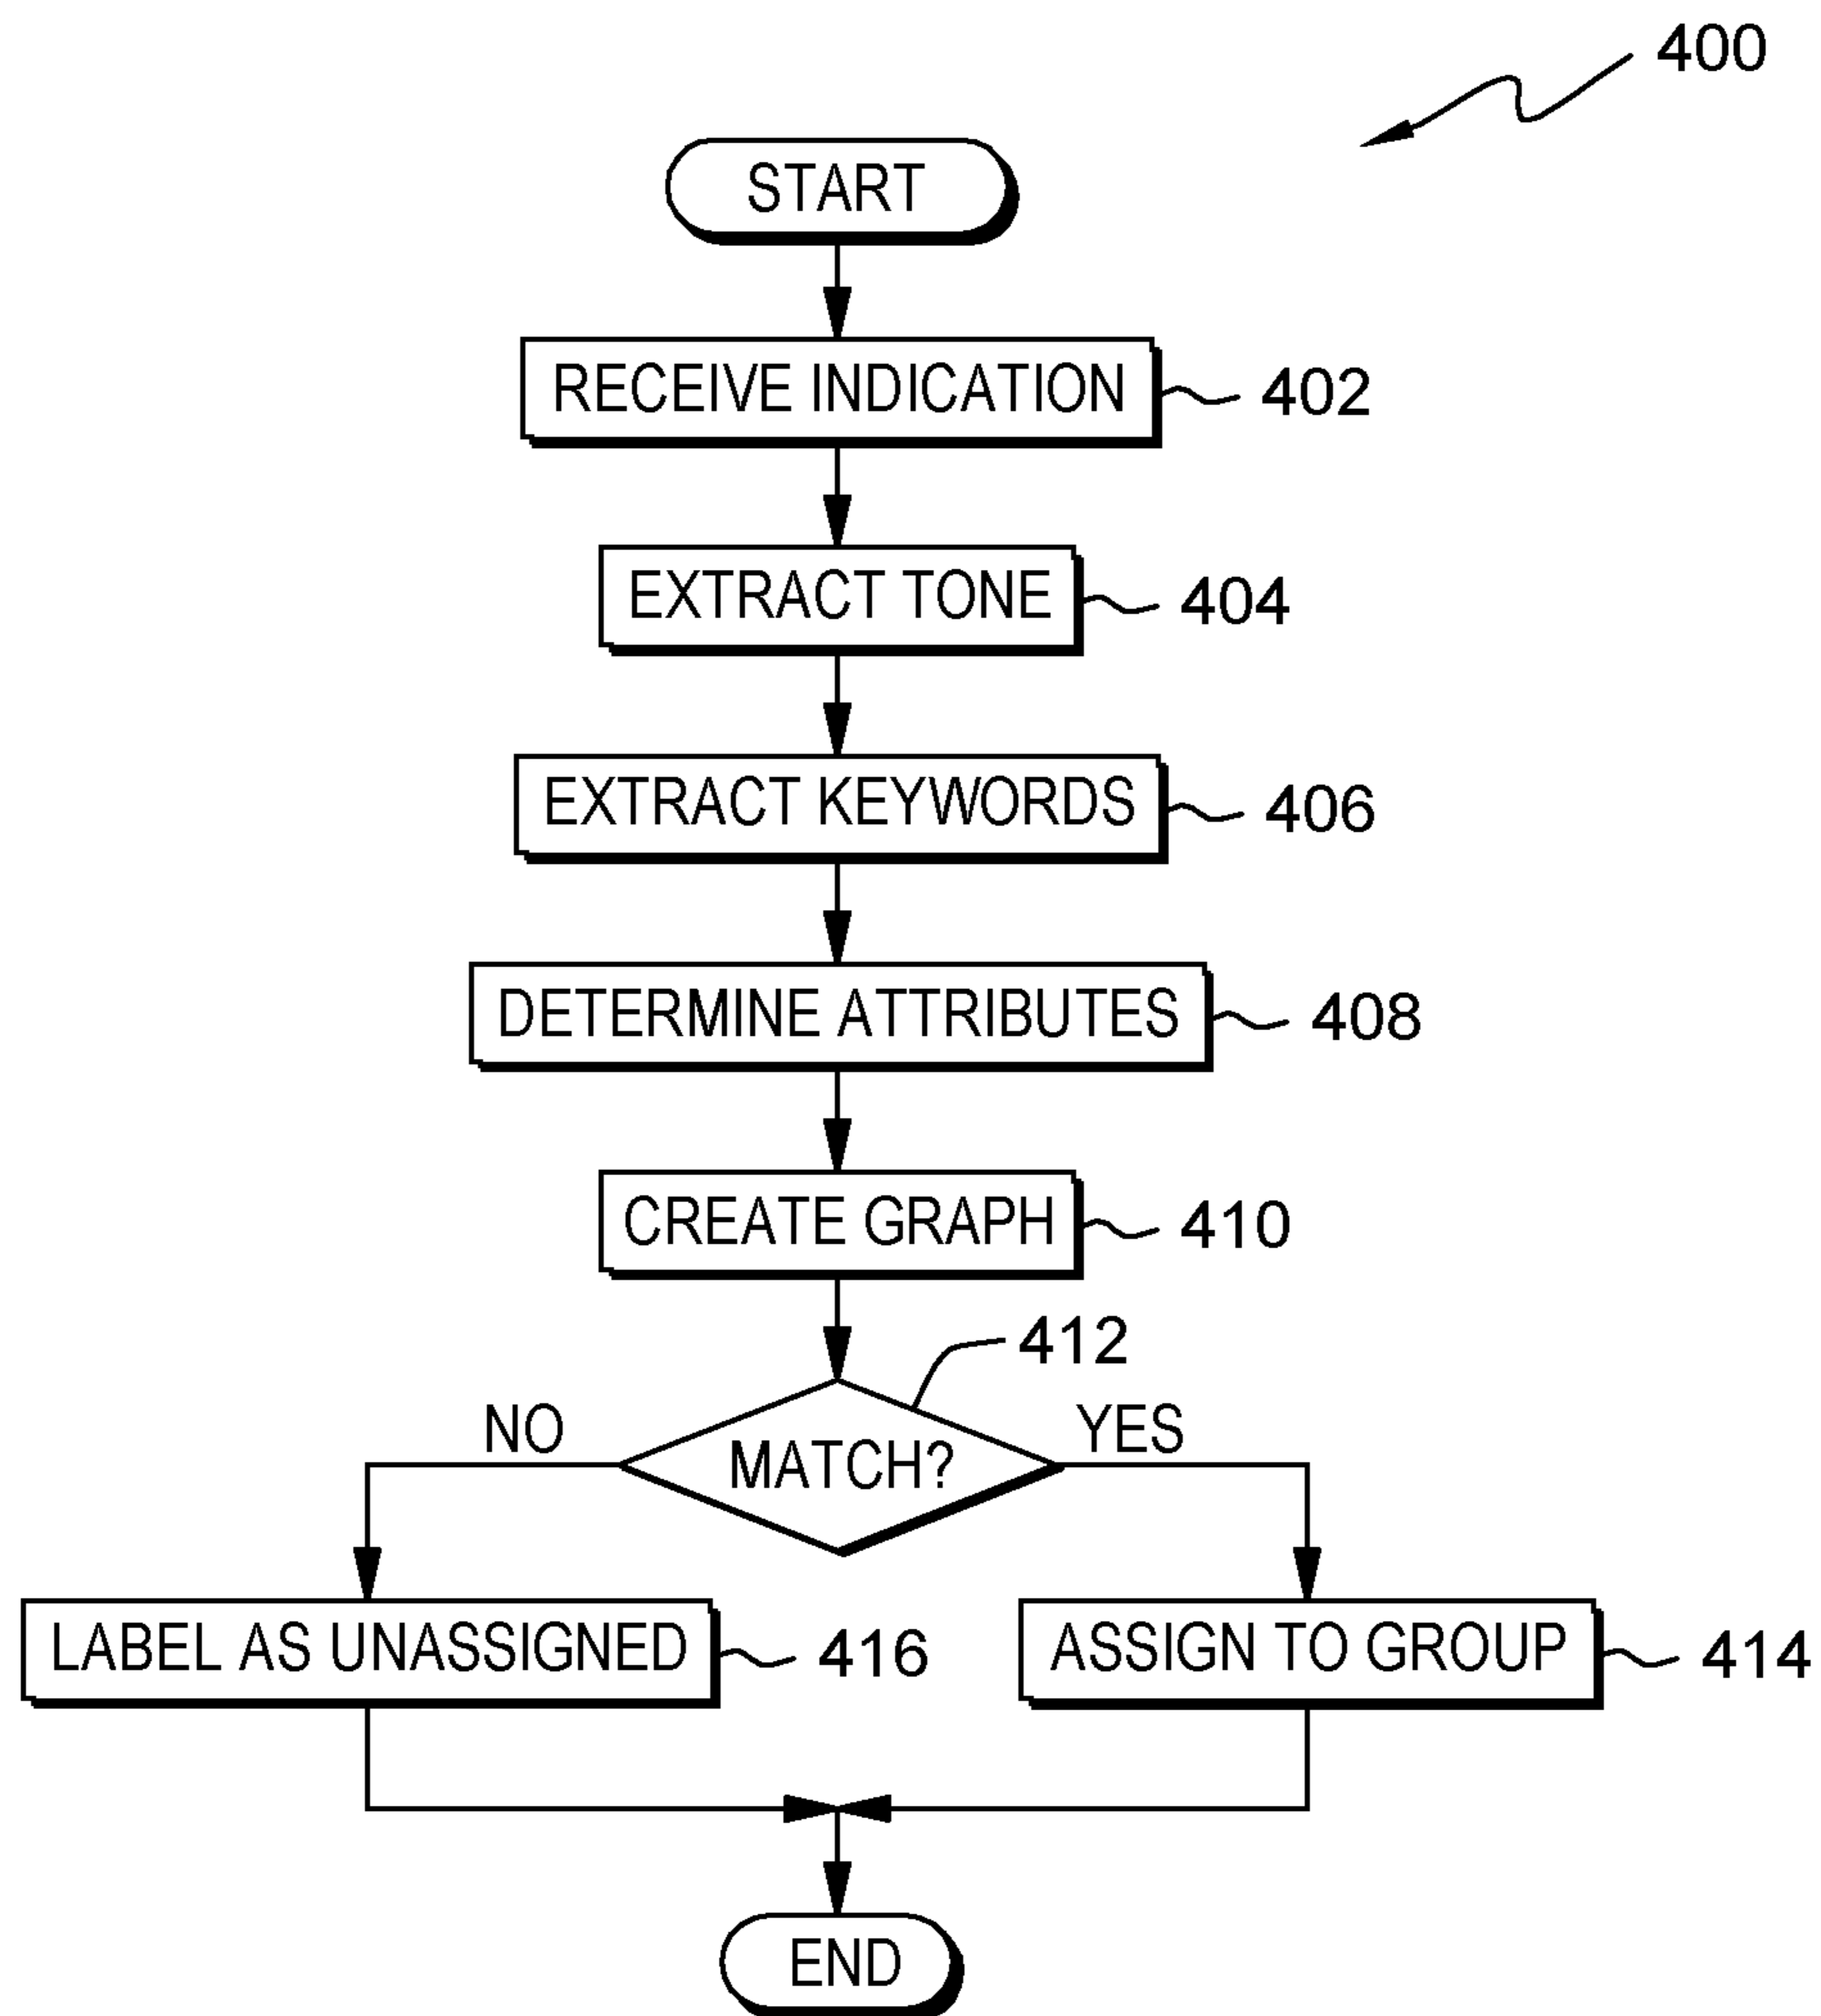 400
START
RECEIVE INDICATION 402
EXTRACT TONE 404
EXTRACT KEYWORDS 406
DETERMINE ATTRIBUTES 408
CREATE GRAPH 410
412
NO YES
MATCH?
LABEL AS UNASSIGNED 416 ASSIGN TO GROUP 414
END